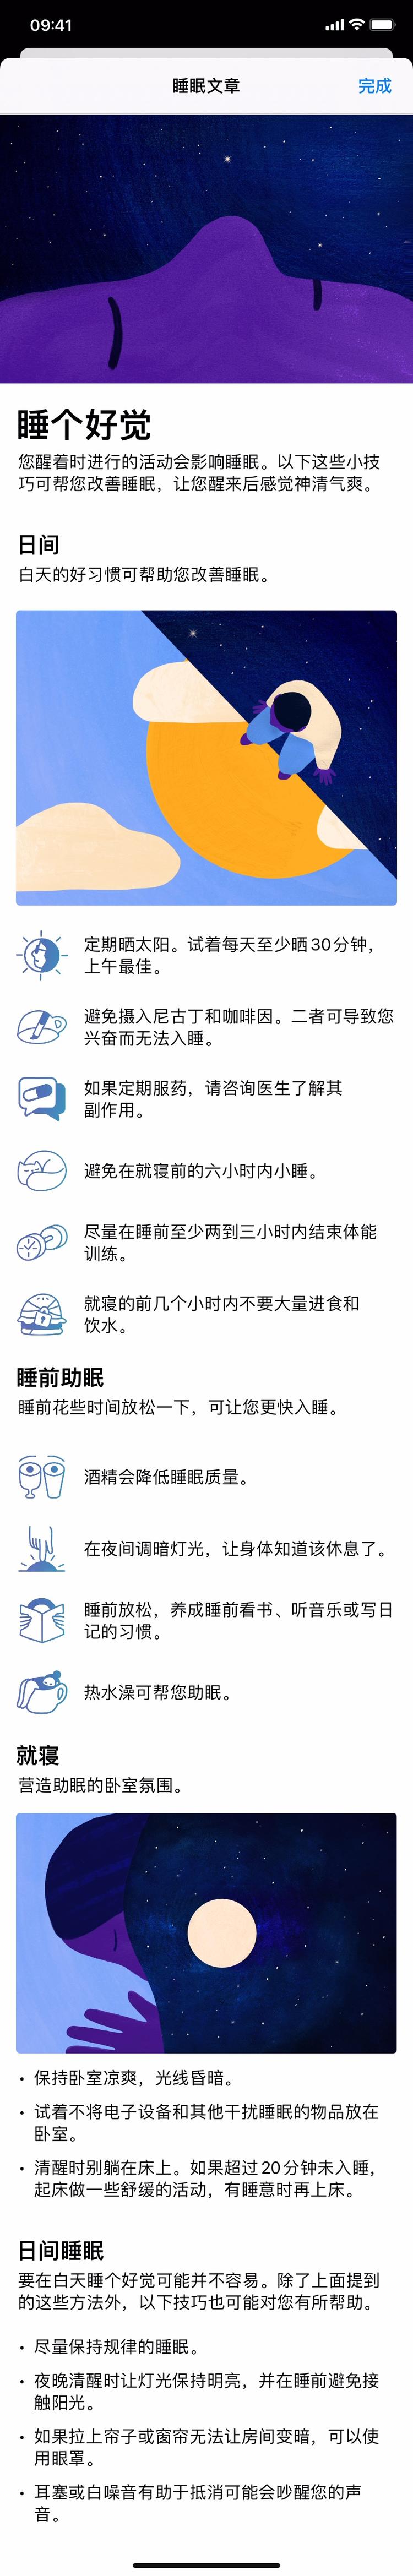 09:41
睡眠文章
完成
睡个好觉
您醒着时进行的活动会影响睡眠。以下这些小技
巧可帮您改善睡眠，让您醒来后感觉神清气爽。
日间
白天的好习惯可帮助您改善睡眠。
定期晒太阳。试着每天至少晒30分钟，
上午最佳。
避免摄入尼古丁和咖啡因。二者可导致您
兴奋而无法入睡。
如果定期服药，请咨询医生了解其
副作用。
避免在就寝前的六小时内小睡。
尽量在睡前至少两到三小时内结束体能
训练。
就寝的前几个小时内不要大量进食和
饮水。
睡前助眠
睡前花些时间放松一下，可让您更快入睡。
酒精会降低睡眠质量。
在夜间调暗灯光，让身体知道该休息了。
睡前放松，养成睡前看书、听音乐或写日
记的习惯。
热水澡可帮您助眠。
就寝
营造助眠的卧室氛围。
• 保持卧室凉爽，光线昏暗。
• 试着不将电子设备和其他干扰睡眠的物品放在
卧室。
• 清醒时别躺在床上。如果超过20分钟未入睡，
起床做一些舒缓的活动，有睡意时再上床。
日间睡眠
要在白天睡个好觉可能并不容易。除了上面提到
的这些方法外，以下技巧也可能对您有所帮助。
• 尽量保持规律的睡眠。
• 夜晚清醒时让灯光保持明亮，并在睡前避免接
触阳光。
• 如果拉上帘子或窗帘无法让房间变暗，可以使
用眼罩。
• 耳塞或白噪音有助于抵消可能会吵醒您的声
音。